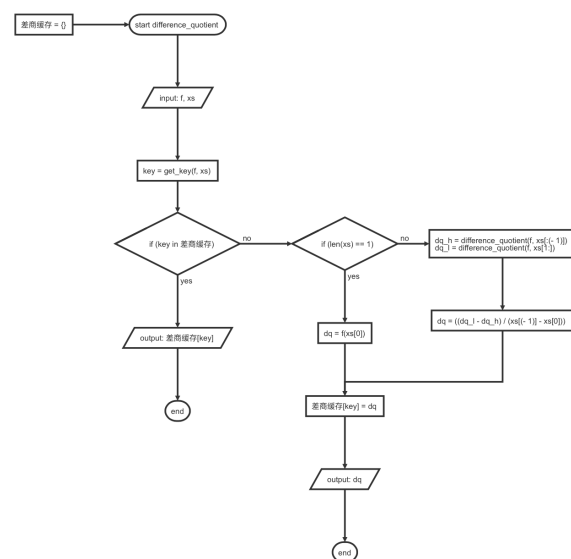 差商缓存 = {}
start difference_quotient
input: f, xs
key = get_key(f, xs)
if (key in 差商缓存)
no
yes
output: 差商缓存[key]
end
if (len(xs) == 1)
no
yes
dq_h = difference_quotient(f, xs[:(- 1)])
dq_l = difference_quotient(f, xs[1:])
dq = ((dq_l - dq_h) / (xs[(- 1)] - xs[0]))
dq = f(xs[0])
差商缓存[key] = dq
output: dq
end